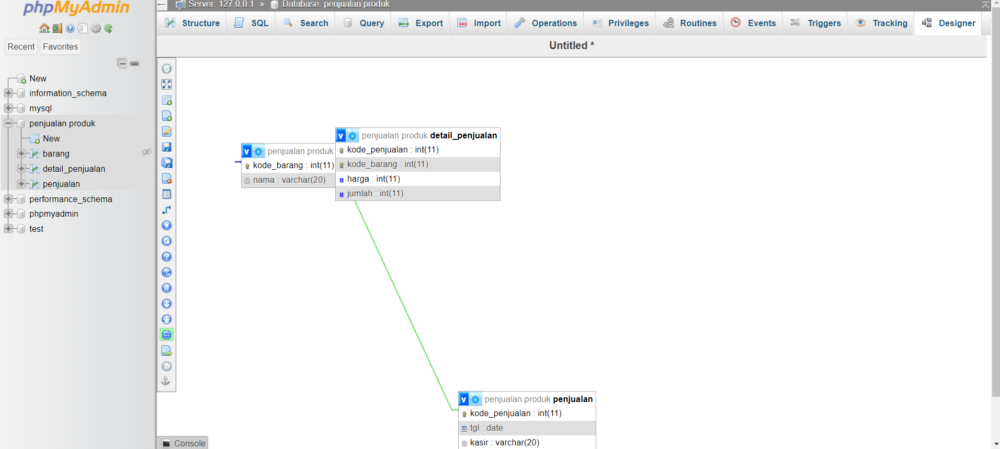 phpMyAdmin
Recent Favorites
New
information_schema
mysql
penjualan produk
New
barang
detail_penjualan
penjualan
performance_schema
phpmyadmin
test
Server: 127.0.0.1 » Database: penjualan produk
Structure SQL Search Query Export Import Operations Privileges Routines Events Triggers Tracking Designer
Untitled *
v penjualan produk
kode_barang : int(11)
nama : varchar(20)
v penjualan produk detail_penjualan
kode_penjualan : int(11)
kode_barang : int(11)
# harga : int(11)
# jumlah : int(11)
v penjualan produk penjualan
kode_penjualan : int(11)
tgl : date
kasir : varchar(20)
Console